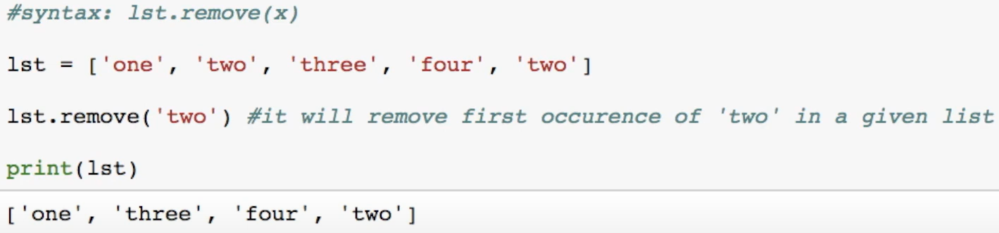 #syntax: lst.remove(x)
lst = ['one', 'two', 'three', 'four', 'two']
lst.remove('two') #it will remove first occurence of 'two' in a given list
print(lst)
['one', 'three', 'four', 'two']